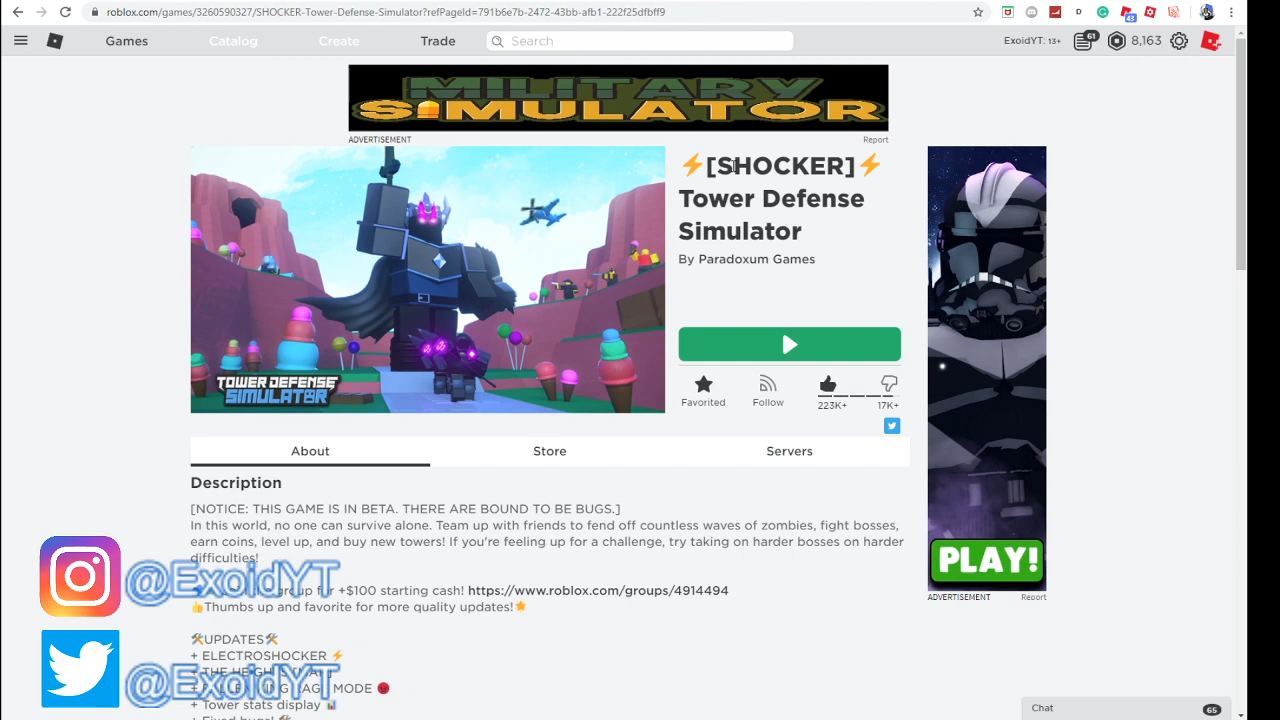 roblox.com/games/3260590327/SHOCKER-Tower-Defense-Simulator?refPageId=791b6e7b-2472-43bb-afb1-222f25dfbff9
43
Games
Catalog
Create
Trade
Search
ExoidYT: 13+
61
8,163
MILITARY
SIMULATOR
ADVERTISEMENT
Report
⚡[SHOCKER]⚡
Tower Defense
Simulator
By Paradoxum Games
TOWER DEFENSE
SIMULATOR
Favorited
Follow
223K+
17K+
About
Store
Servers
PLAY!
ADVERTISEMENT
Report
Description
[NOTICE: THIS GAME IS IN BETA. THERE ARE BOUND TO BE BUGS.]
In this world, no one can survive alone. Team up with friends to fend off countless waves of zombies, fight bosses,
earn coins, level up, and buy new towers! If you're feeling up for a challenge, try taking on harder bosses on harder
difficulties!
@ExoidYT
group for +$100 starting cash! https://www.roblox.com/groups/4914494
👍Thumbs up and favorite for more quality updates!
🛠UPDATES🛠
+ ELECTROSHOCKER ⚡
@ExoidYT
RAGE MODE
+ Tower stats display 📊
+ Fixed bugs! 🛠
Chat
65